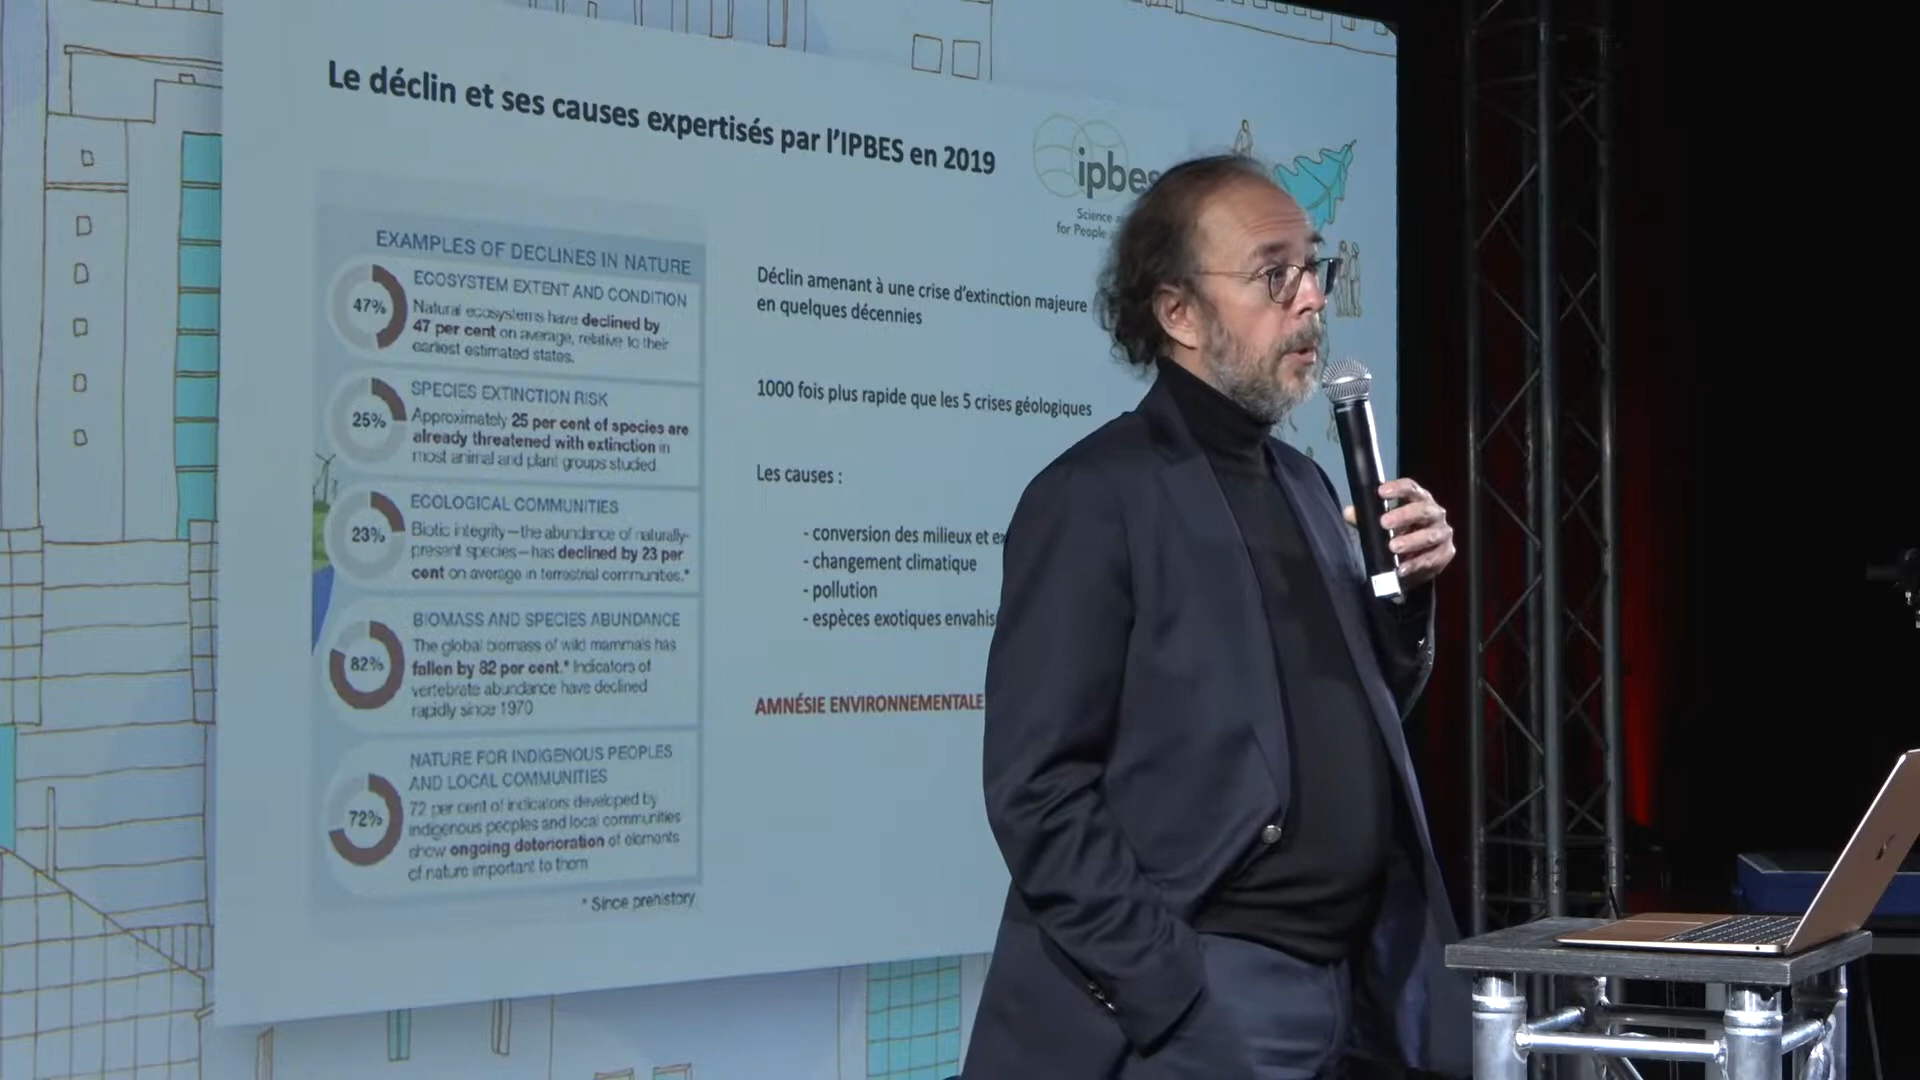 Le déclin et ses causes expertisés par l'IPBES en 2019
ipbes
Science
for People
EXAMPLES OF DECLINES IN NATURE
47%
ECOSYSTEM EXTENT AND CONDITION
Natural ecosystems have declined by
47 per cent on average, relative to their
earliest estimated states.
25%
SPECIES EXTINCTION RISK
Approximately 25 per cent of species are
already threatened with extinction in
most animal and plant groups studied.
23%
ECOLOGICAL COMMUNITIES
Biotic integrity—the abundance of naturally-
present species—has declined by 23 per
cent on average in terrestrial communities.*
82%
BIOMASS AND SPECIES ABUNDANCE
The global biomass of wild mammals has
fallen by 82 per cent.* Indicators of
vertebrate abundance have declined
rapidly since 1970
72%
NATURE FOR INDIGENOUS PEOPLES
AND LOCAL COMMUNITIES
72 per cent of indicators developed by
indigenous peoples and local communities
show ongoing deterioration of elements
of nature important to them
* Since prehistory
Déclin amenant à une crise d'extinction majeure
en quelques décennies
1000 fois plus rapide que les 5 crises géologiques
Les causes :
- conversion des milieux et
- changement climatique
- pollution
- espèces exotiques
AMNÉSIE ENVIRONNEMENTALE